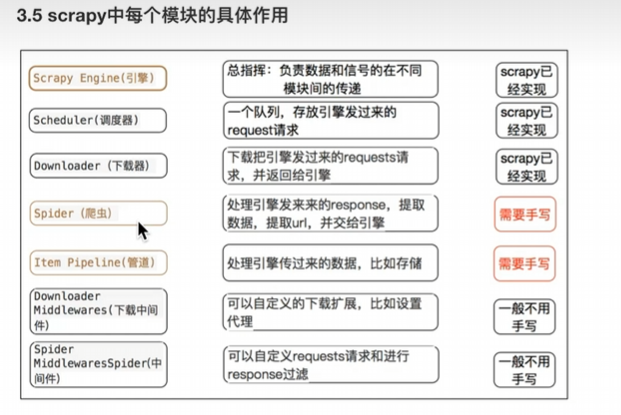 3.5 scrapy中每个模块的具体作用
Scrapy Engine(引擎)
总指挥：负责数据和信号的在不同
模块间的传递
scrapy已
经实现
Scheduler(调度器)
一个队列，存放引擎发过来的
request请求
scrapy已
经实现
Downloader（下载器）
下载把引擎发过来的requests请
求，并返回给引擎
scrapy已
经实现
Spider（爬虫）
处理引擎发来来的response，提取
数据，提取url，并交给引擎
需要手写
Item Pipeline(管道)
处理引擎传过来的数据，比如存储
需要手写
Downloader
Middlewares(下载中间
件)
可以自定义的下载扩展，比如设置
代理
一般不用
手写
Spider
MiddlewaresSpider(中
间件)
可以自定义requests请求和进行
response过滤
一般不用
手写